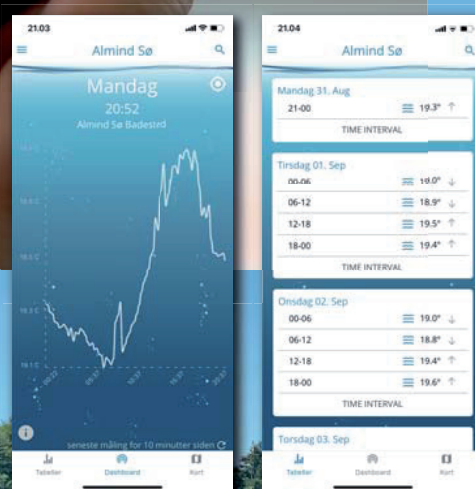 21.03
Almind Sø
Mandag
20:52
Almind Sø Badestrd
18.3°C
seneste måling for 10 minutter siden
Tabeller
Dashboard
Kort
21.04
Almind Sø
Mandag 31. Aug
21-00 19.3° ↑
TIME INTERVAL
Tirsdag 01. Sep
00-06 19.0° ↓
06-12 18.9° ↓
12-18 19.5° ↑
18-00 19.4° ↑
TIME INTERVAL
Onsdag 02. Sep
00-06 19.0° ↓
06-12 18.8° ↓
12-18 19.4° ↑
18-00 19.6° ↑
TIME INTERVAL
Torsdag 03. Sep
Tabeller
Dashboard
Kort